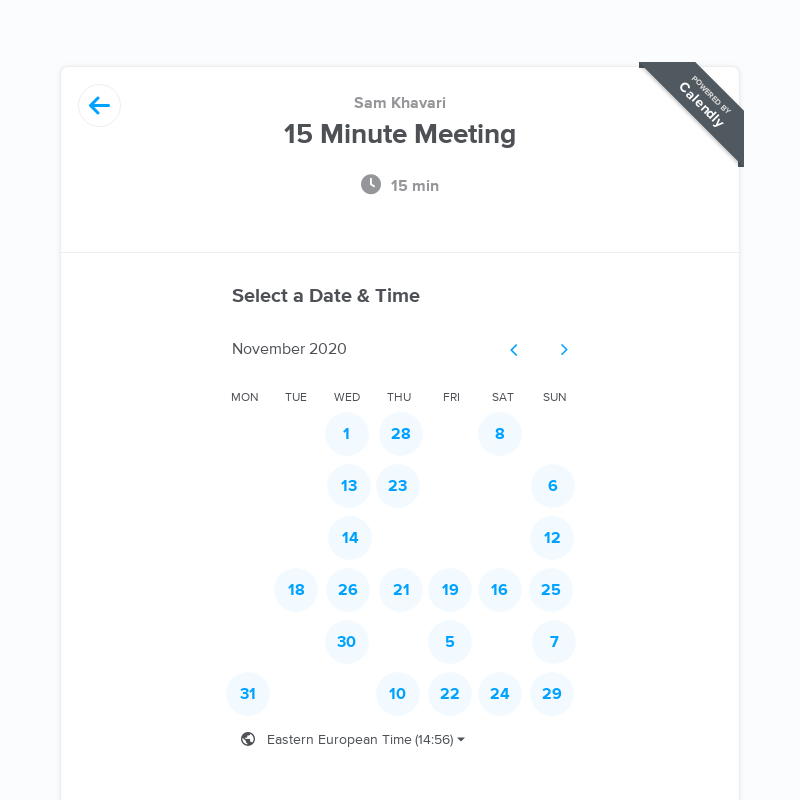 POWERED BY
Calendly
Sam Khavari
15 Minute Meeting
15 min
Select a Date & Time
November 2020
MON TUE WED THU FRI SAT SUN
1 28 8
13 23 6
14 12
18 26 21 19 16 25
30 5 7
31 10 22 24 29
Eastern European Time (14:56)